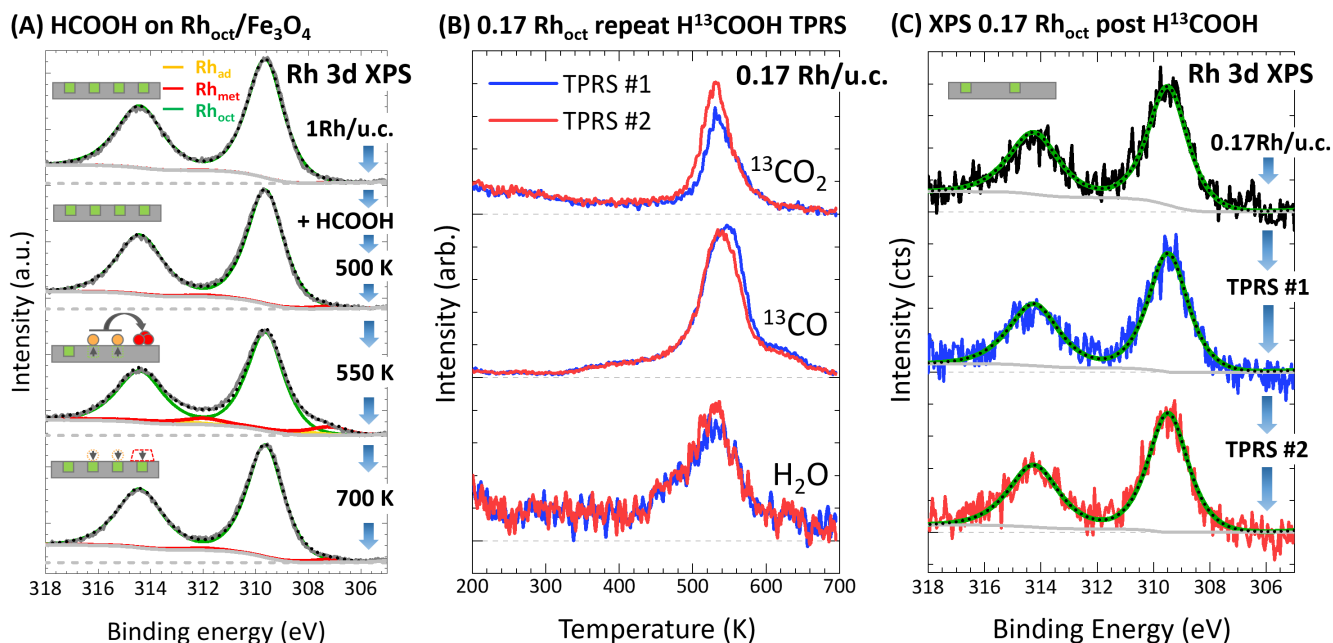 (A) HCOOH on Rhoct/Fe3O4
Rhad
Rhmet
Rhoct
Rh 3d XPS
1Rh/u.c.
+ HCOOH
500 K
550 K
700 K
Intensity (a.u.)
318 316 314 312 310 308 306
Binding energy (eV)
(B) 0.17 Rhoct repeat H13COOH TPRS
TPRS #1
TPRS #2
0.17 Rh/u.c.
13CO2
13CO
H2O
Intensity (arb.)
200 300 400 500 600 700
Temperature (K)
(C) XPS 0.17 Rhoct post H13COOH
Rh 3d XPS
0.17Rh/u.c.
TPRS #1
TPRS #2
Intensity (cts)
318 316 314 312 310 308 306
Binding Energy (eV)